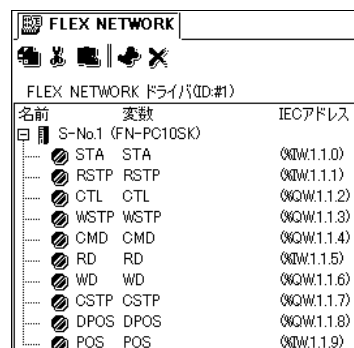 FLEX NETWORK
FLEX NETWORK ドライバ(ID:#1)
名前 変数 IECアドレス
S-No.1 (FN-PC10SK)
STA STA (%IW.1.1.0)
RSTP RSTP (%IW.1.1.1)
CTL CTL (%QW.1.1.2)
WSTP WSTP (%QW.1.1.3)
CMD CMD (%QW.1.1.4)
RD RD (%IW.1.1.5)
WD WD (%QW.1.1.6)
CSTP CSTP (%QW.1.1.7)
DPOS DPOS (%QW.1.1.8)
POS POS (%IW.1.1.9)